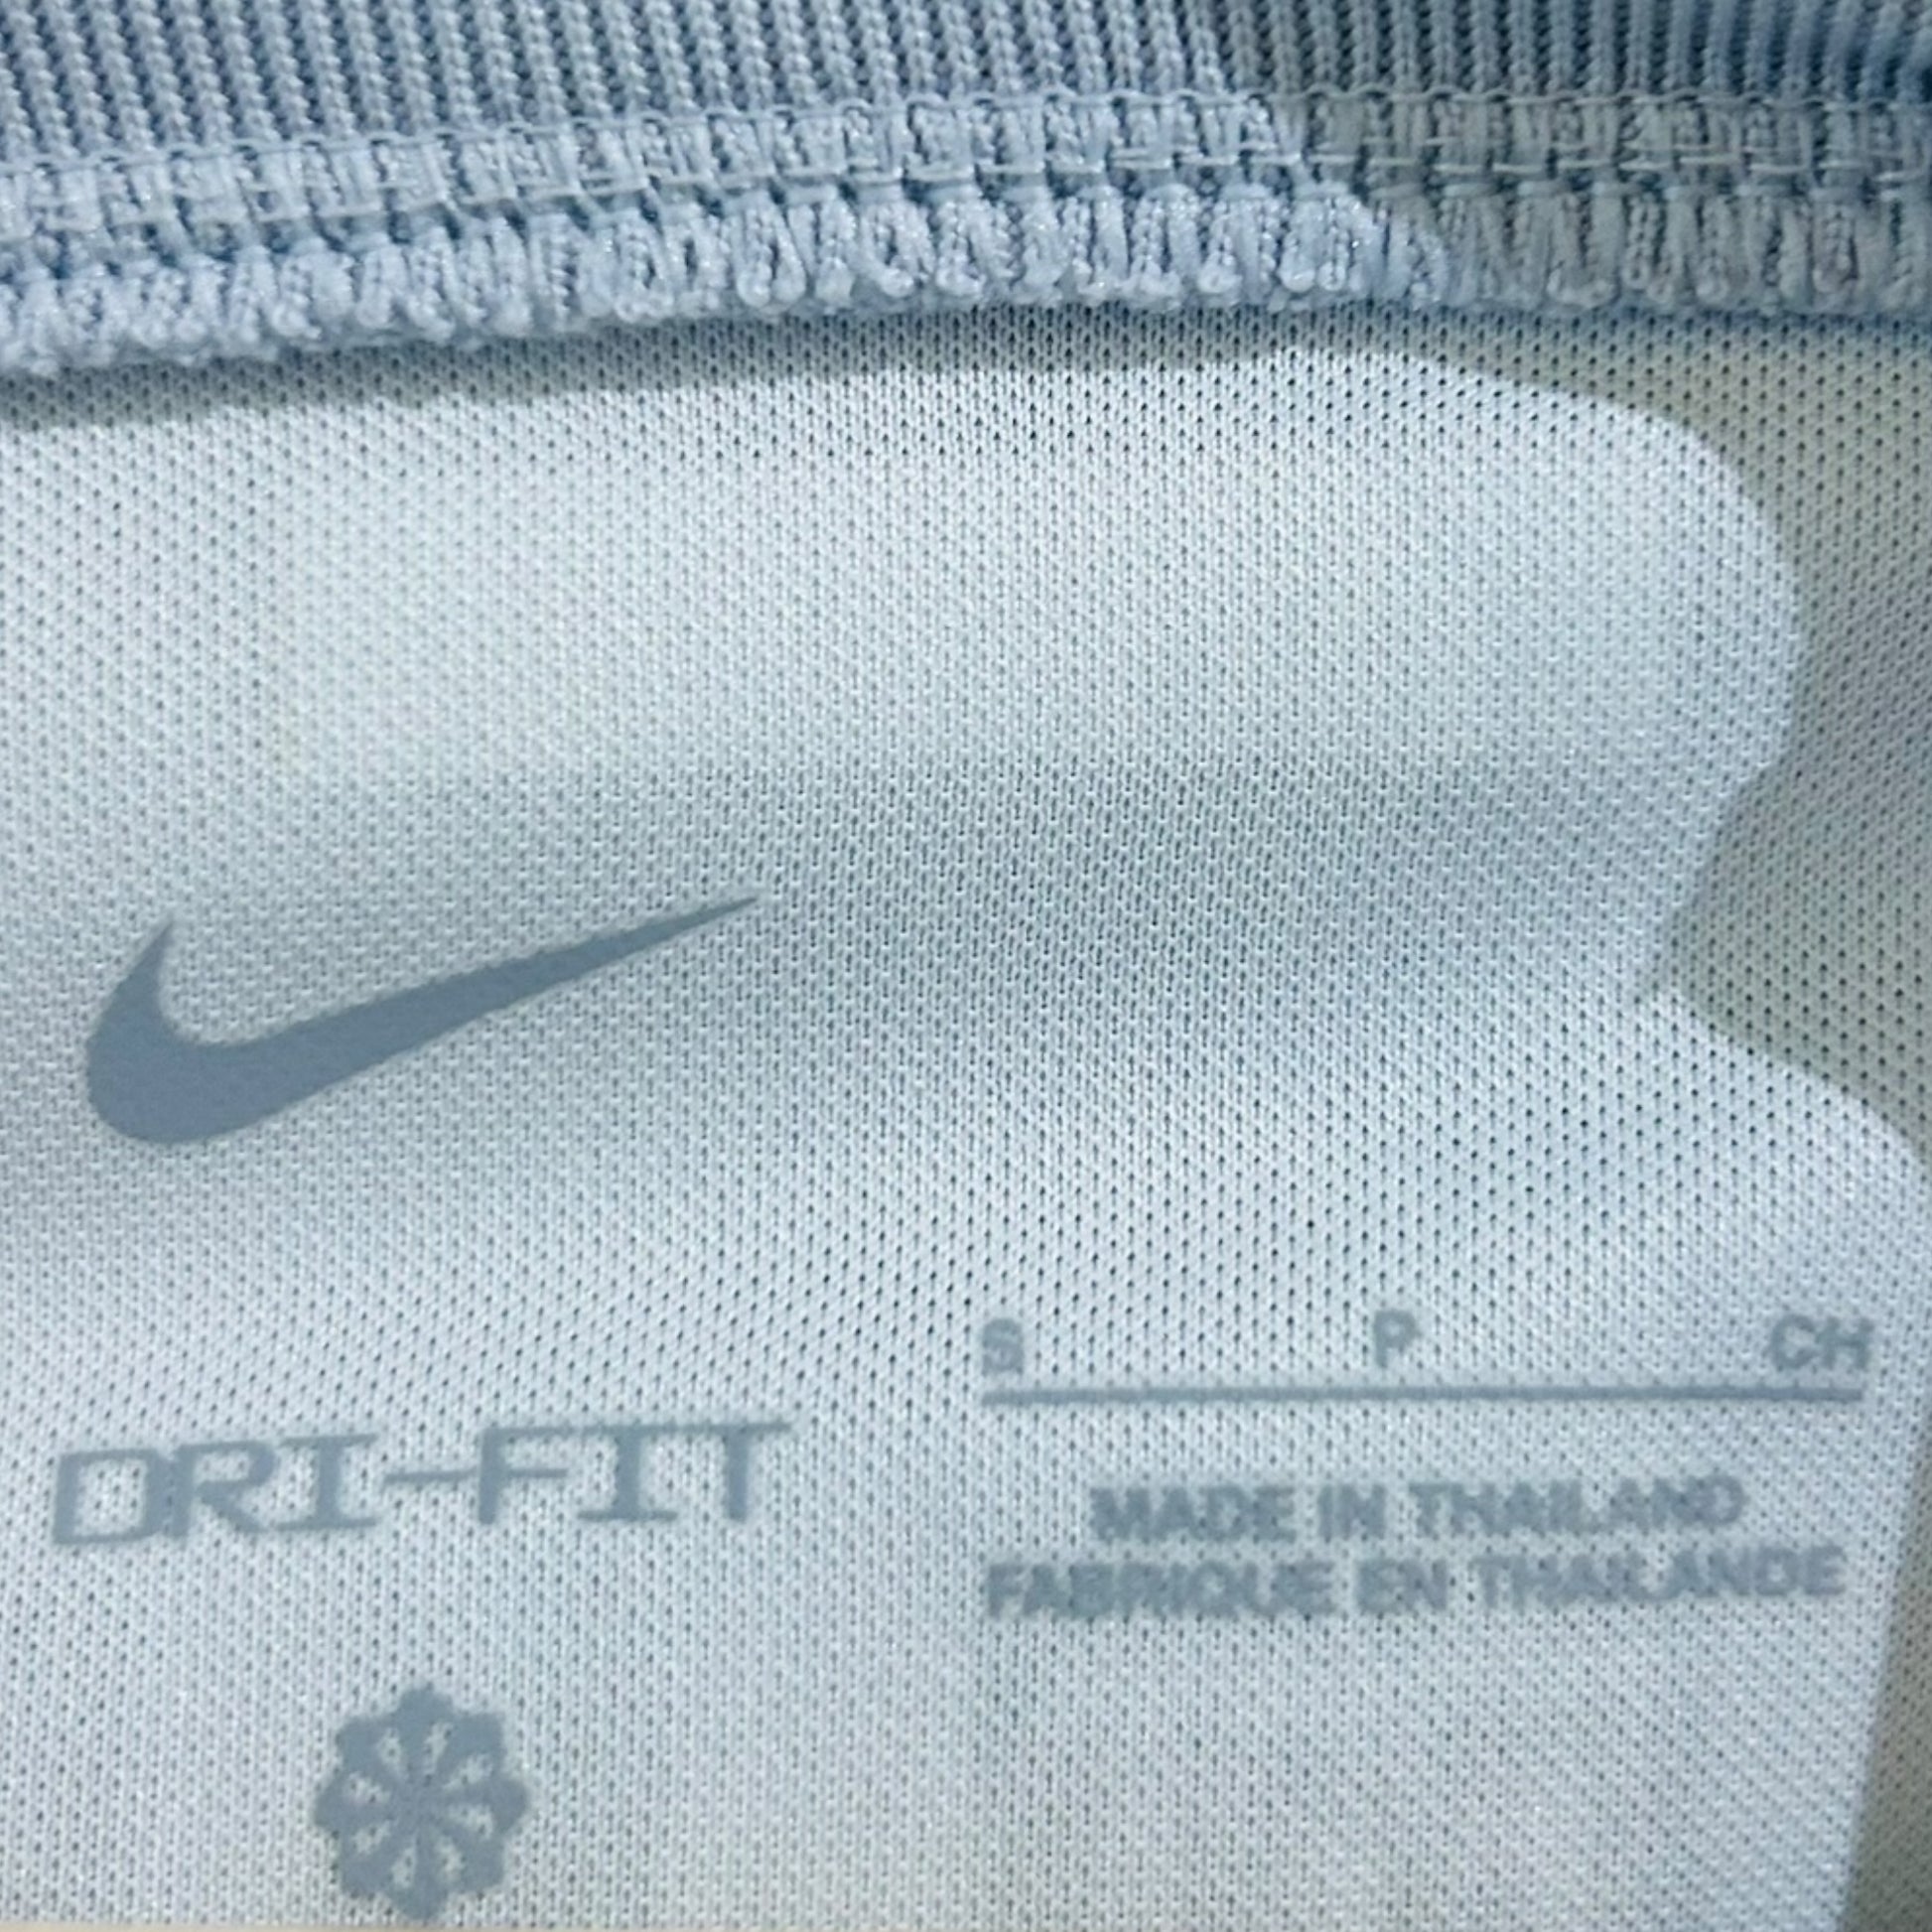 S P CH
DRI-FIT
MADE IN THAILAND
FABRIQUE EN THAILANDE